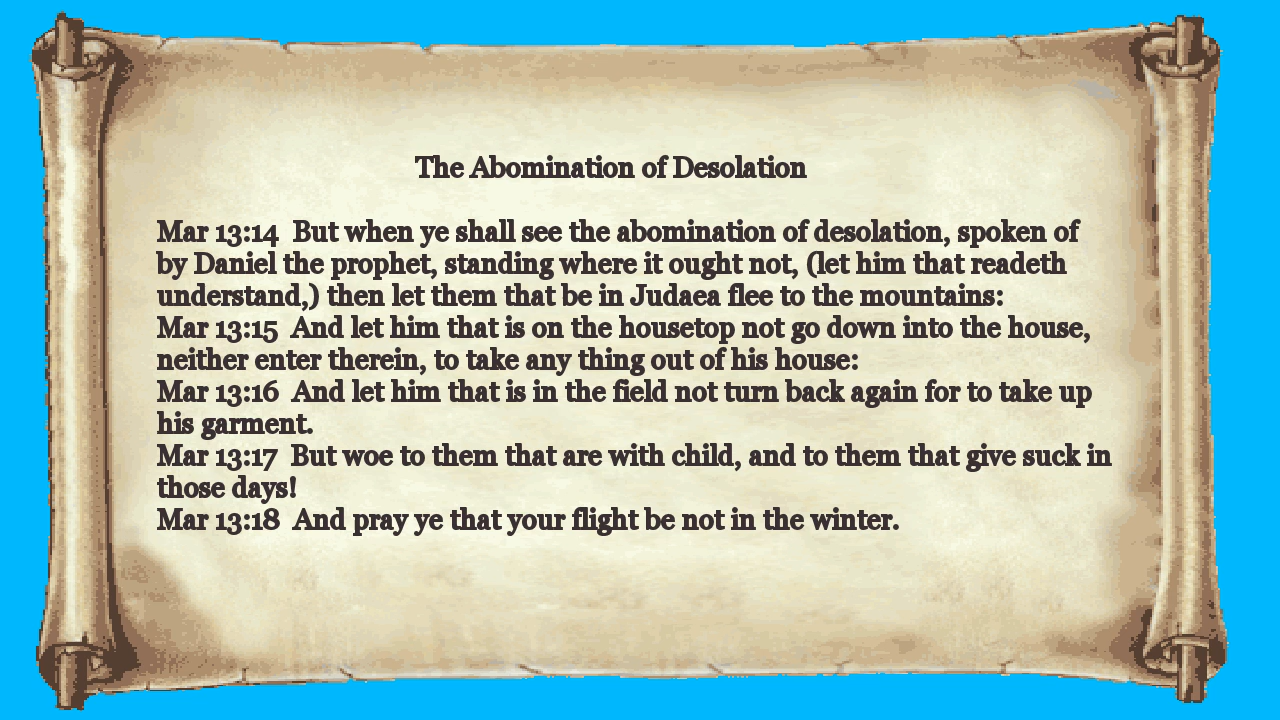 The Abomination of Desolation
Mar 13:14  But when ye shall see the abomination of desolation, spoken of
by Daniel the prophet, standing where it ought not, (let him that readeth
understand,) then let them that be in Judaea flee to the mountains:
Mar 13:15  And let him that is on the housetop not go down into the house,
neither enter therein, to take any thing out of his house:
Mar 13:16  And let him that is in the field not turn back again for to take up
his garment.
Mar 13:17  But woe to them that are with child, and to them that give suck in
those days!
Mar 13:18  And pray ye that your flight be not in the winter.